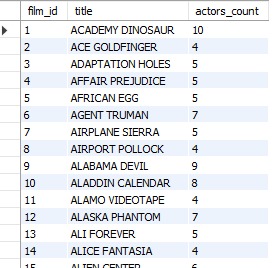 film_id title actors_count
1 ACADEMY DINOSAUR 10
2 ACE GOLDFINGER 4
3 ADAPTATION HOLES 5
4 AFFAIR PREJUDICE 5
5 AFRICAN EGG 5
6 AGENT TRUMAN 7
7 AIRPLANE SIERRA 5
8 AIRPORT POLLOCK 4
9 ALABAMA DEVIL 9
10 ALADDIN CALENDAR 8
11 ALAMO VIDEOTAPE 4
12 ALASKA PHANTOM 7
13 ALI FOREVER 5
14 ALICE FANTASIA 4
15 ALIEN CENTER 6